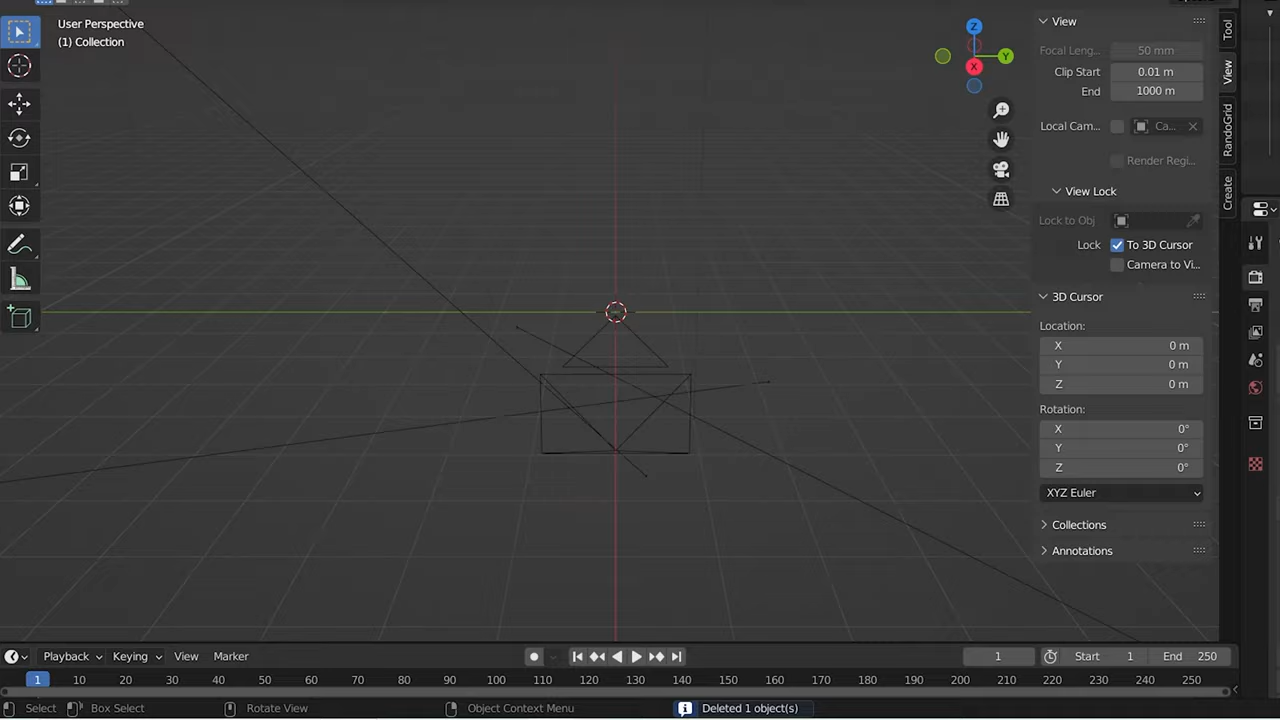 User Perspective
(1) Collection
Z
Y
X
View
Focal Leng... 50 mm
Clip Start 0.01 m
End 1000 m
Local Cam... Ca...
Render Regi...
View Lock
Lock to Obj
Lock To 3D Cursor
Camera to Vi...
3D Cursor
Location:
X 0 m
Y 0 m
Z 0 m
Rotation:
X 0°
Y 0°
Z 0°
XYZ Euler
Collections
Annotations
Tool
View
RandoGrid
Create
Playback Keying View Marker 1 Start 1 End 250
1 10 20 30 40 50 60 70 80 90 100 110 120 130 140 150 160 170 180 190 200 210 220 230 240 250
Select Box Select Rotate View Object Context Menu Deleted 1 object(s)